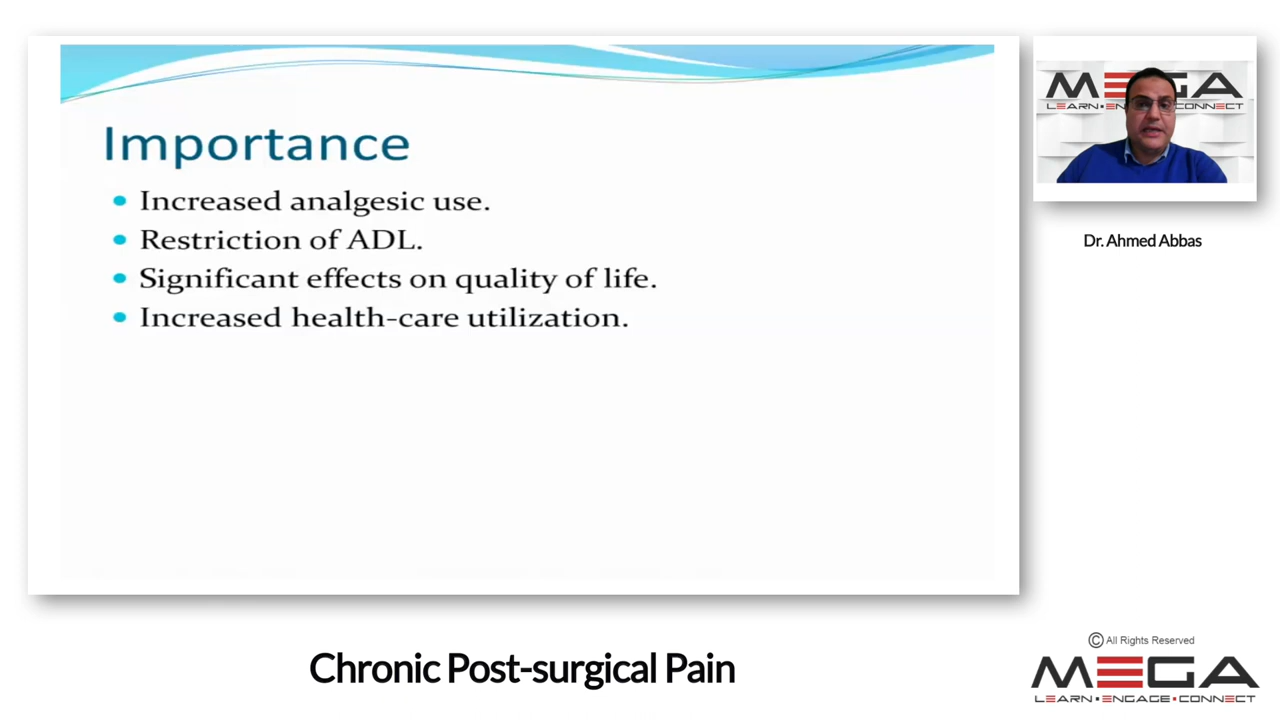 Importance
Increased analgesic use.
Restriction of ADL.
Significant effects on quality of life.
Increased health-care utilization.
MEGA
LEARN
CONNECT
Dr. Ahmed Abbas
Chronic Post-surgical Pain
© All Rights Reserved
MEGA
LEARN • ENGAGE • CONNECT